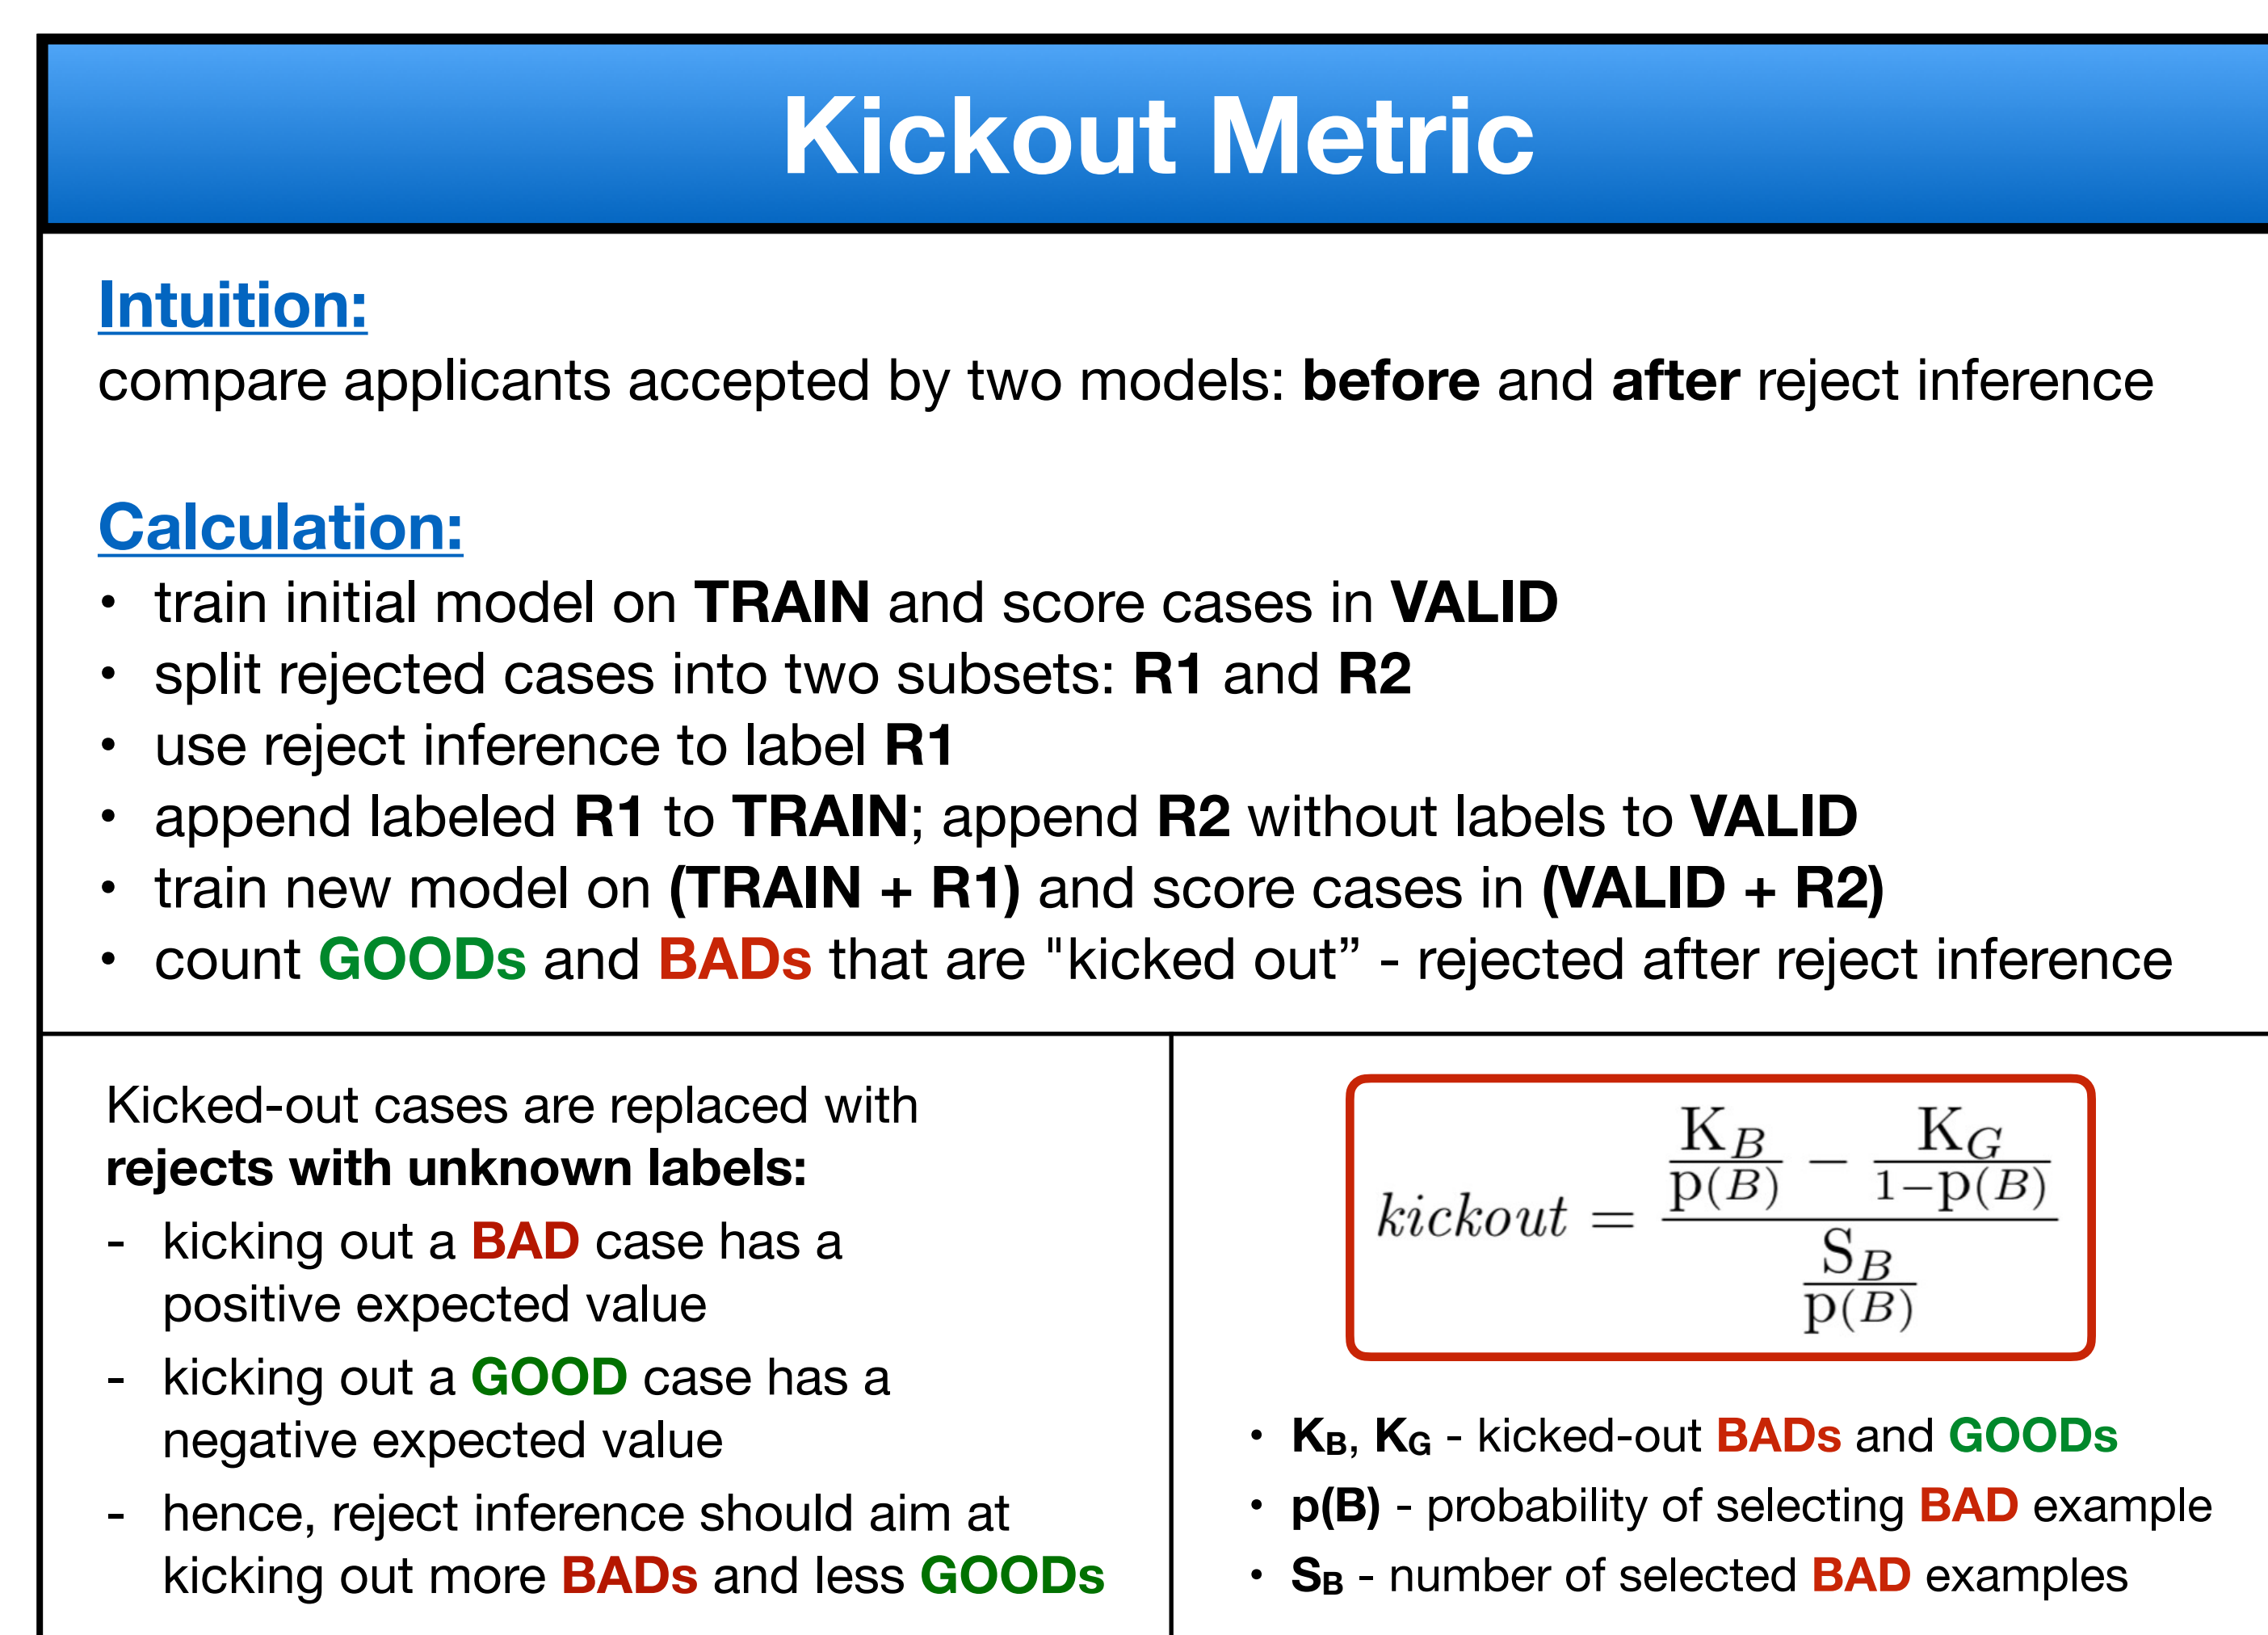 Kickout Metric
Intuition:
compare applicants accepted by two models: before and after reject inference
Calculation:
• train initial model on TRAIN and score cases in VALID
• split rejected cases into two subsets: R1 and R2
• use reject inference to label R1
• append labeled R1 to TRAIN; append R2 without labels to VALID
• train new model on (TRAIN + R1) and score cases in (VALID + R2)
• count GOODs and BADs that are "kicked out” - rejected after reject inference
Kicked-out cases are replaced with
rejects with unknown labels:
- kicking out a BAD case has a
positive expected value
- kicking out a GOOD case has a
negative expected value
- hence, reject inference should aim at
kicking out more BADs and less GOODs
kickout = \frac{\frac{K_B}{p(B)} - \frac{K_G}{1-p(B)}}{\frac{S_B}{p(B)}}
• K_B, K_G - kicked-out BADs and GOODs
• p(B) - probability of selecting BAD example
• S_B - number of selected BAD examples